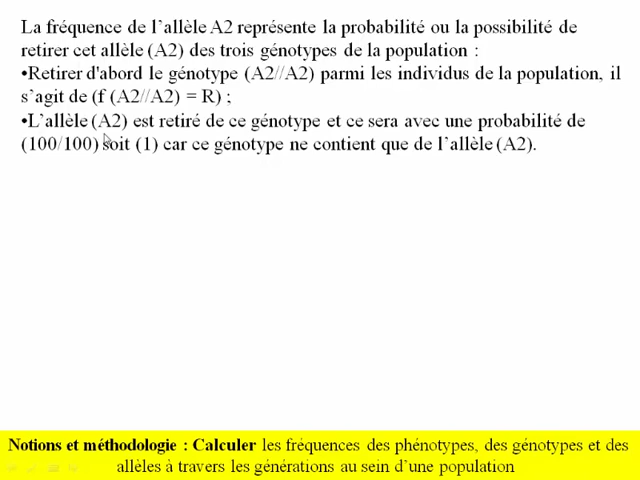 La fréquence de l'allèle A2 représente la probabilité ou la possibilité de
retirer cet allèle (A2) des trois génotypes de la population :
•Retirer d'abord le génotype (A2//A2) parmi les individus de la population, il
s'agit de (f (A2//A2) = R) ;
•L'allèle (A2) est retiré de ce génotype et ce sera avec une probabilité de
(100/100) soit (1) car ce génotype ne contient que de l'allèle (A2).
Notions et méthodologie : Calculer les fréquences des phénotypes, des génotypes et des
allèles à travers les générations au sein d'une population